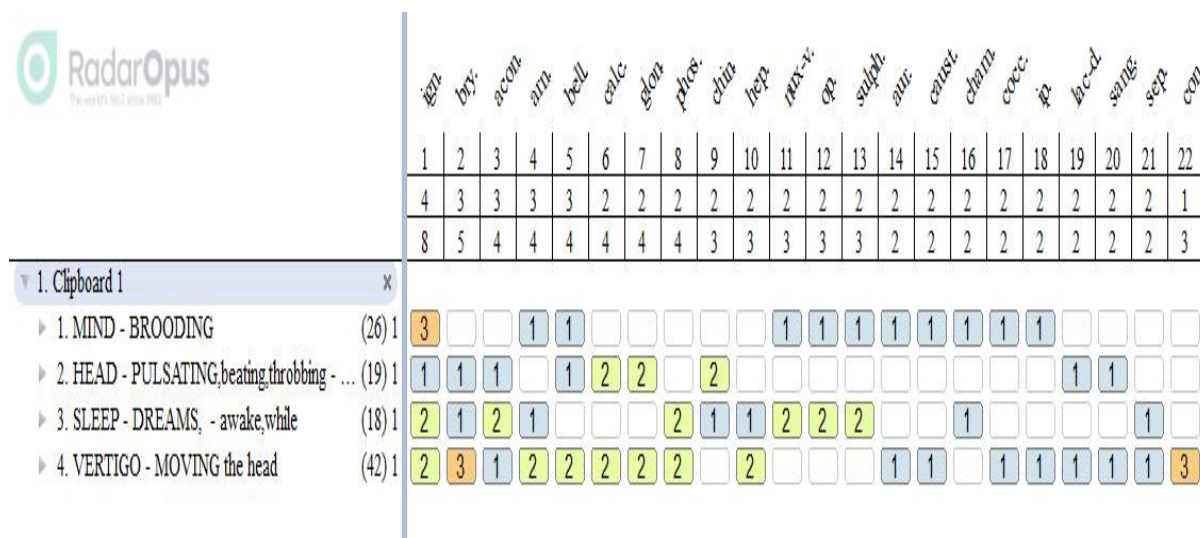 RadarOpus
The world's No.1 since 1982
ign. bry. acon. arn. bell. calc. glon. phos. chin. hep. nux-v. op. sulph. aur. caust. cham. cocc. ip. lac-d. sang. sep.
1 2 3 4 5 6 7 8 9 10 11 12 13 14 15 16 17 18 19 20 21 22
4 3 3 3 3 2 2 2 2 2 2 2 2 2 2 2 2 2 2 2 2 1
8 5 4 4 4 4 4 4 3 3 3 3 3 2 2 2 2 2 2 2 2 3
1. Clipboard 1 x
1. MIND - BROODING (26) 1 3 1 1 1 1 1 1 1 1 1 1
2. HEAD - PULSATING,beating,throbbing - ... (19) 1 1 1 1 1 2 2 2 1 1
3. SLEEP - DREAMS, - awake,while (18) 1 2 1 2 1 2 1 1 2 2 2 1 1
4. VERTIGO - MOVING the head (42) 1 2 3 1 2 2 2 2 2 2 1 1 1 1 1 1 1 3